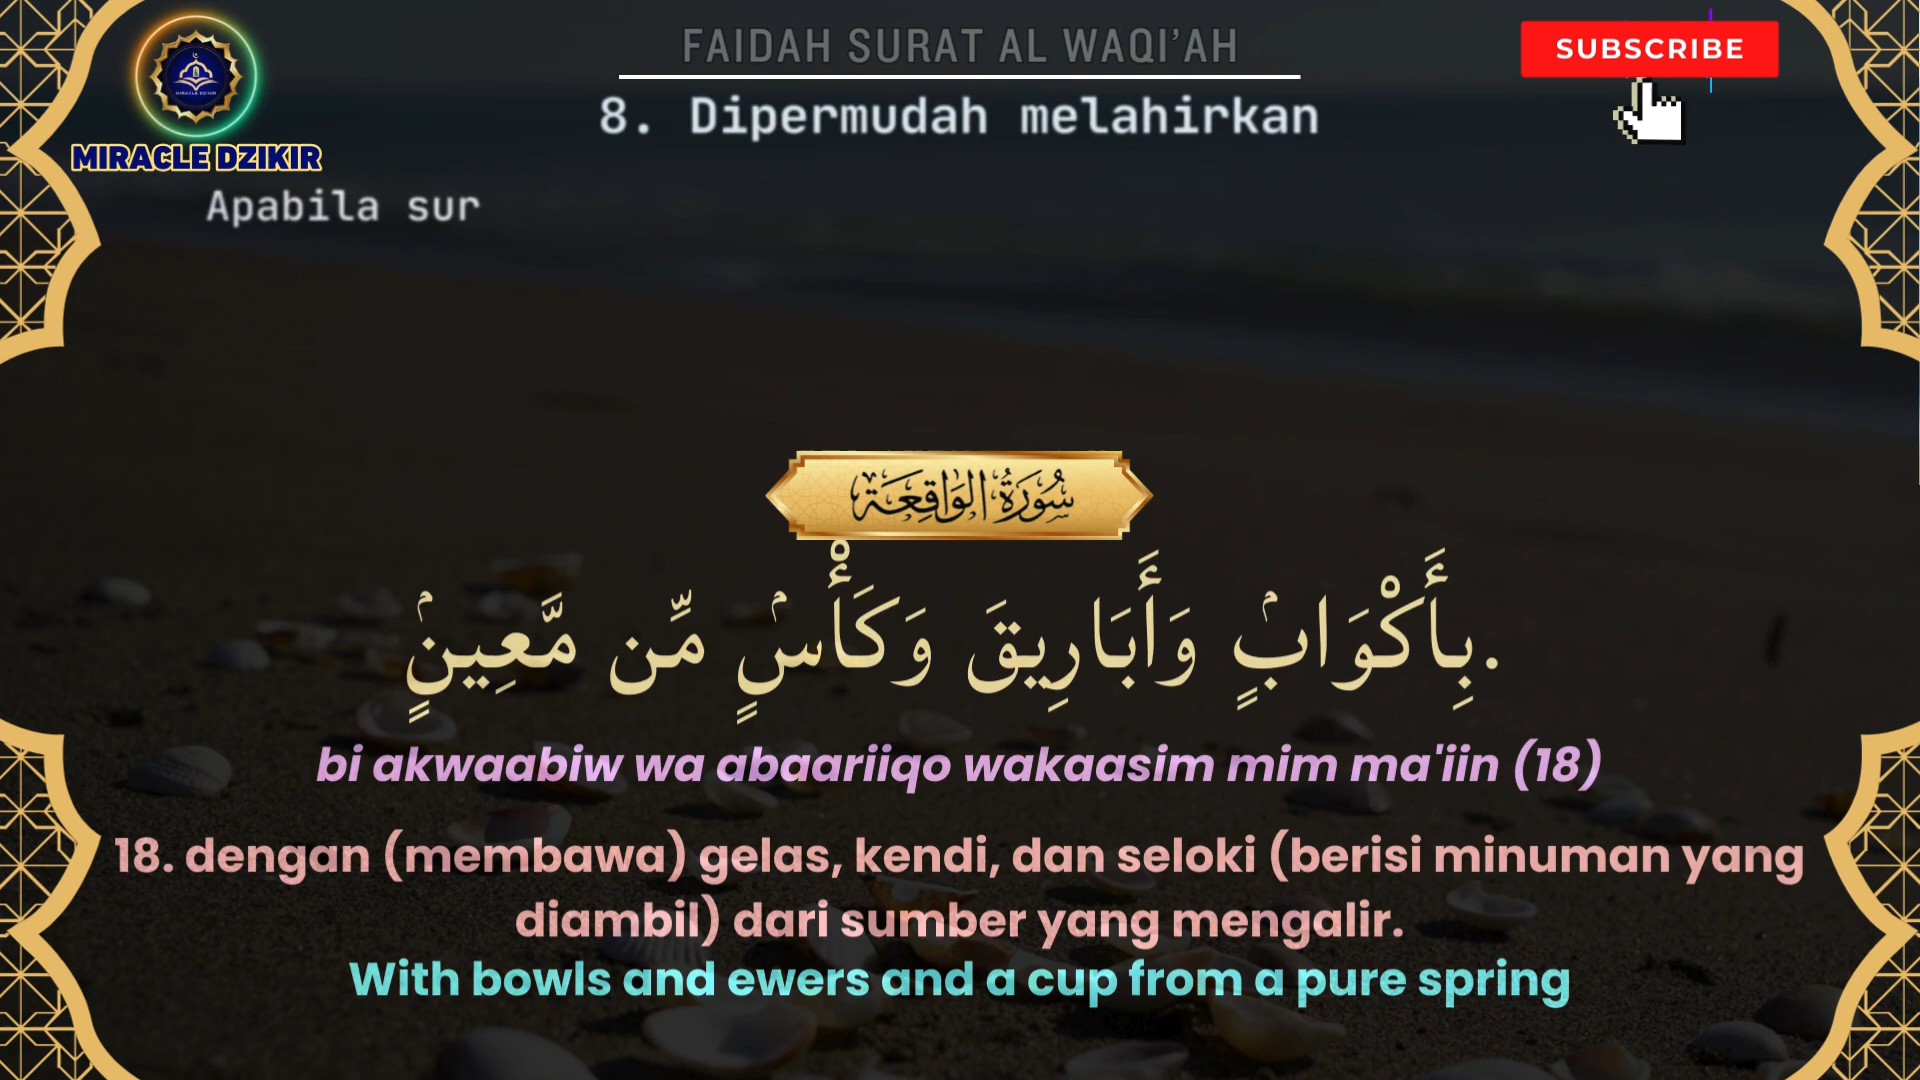 FAIDAH SURAT AL WAQI’AH
SUBSCRIBE
8. Dipermudah melahirkan
MIRACLE DZIKIR
Apabila sur
سُورَةُ الوَاقِعَة
بِأَكْوَابٍۢ وَأَبَارِيقَ وَكَأْسٍۢ مِّن مَّعِينٍۢ.
bi akwaabiw wa abaariiqo wakaasim mim ma'iin (18)
18. dengan (membawa) gelas, kendi, dan seloki (berisi minuman yang
diambil) dari sumber yang mengalir.
With bowls and ewers and a cup from a pure spring